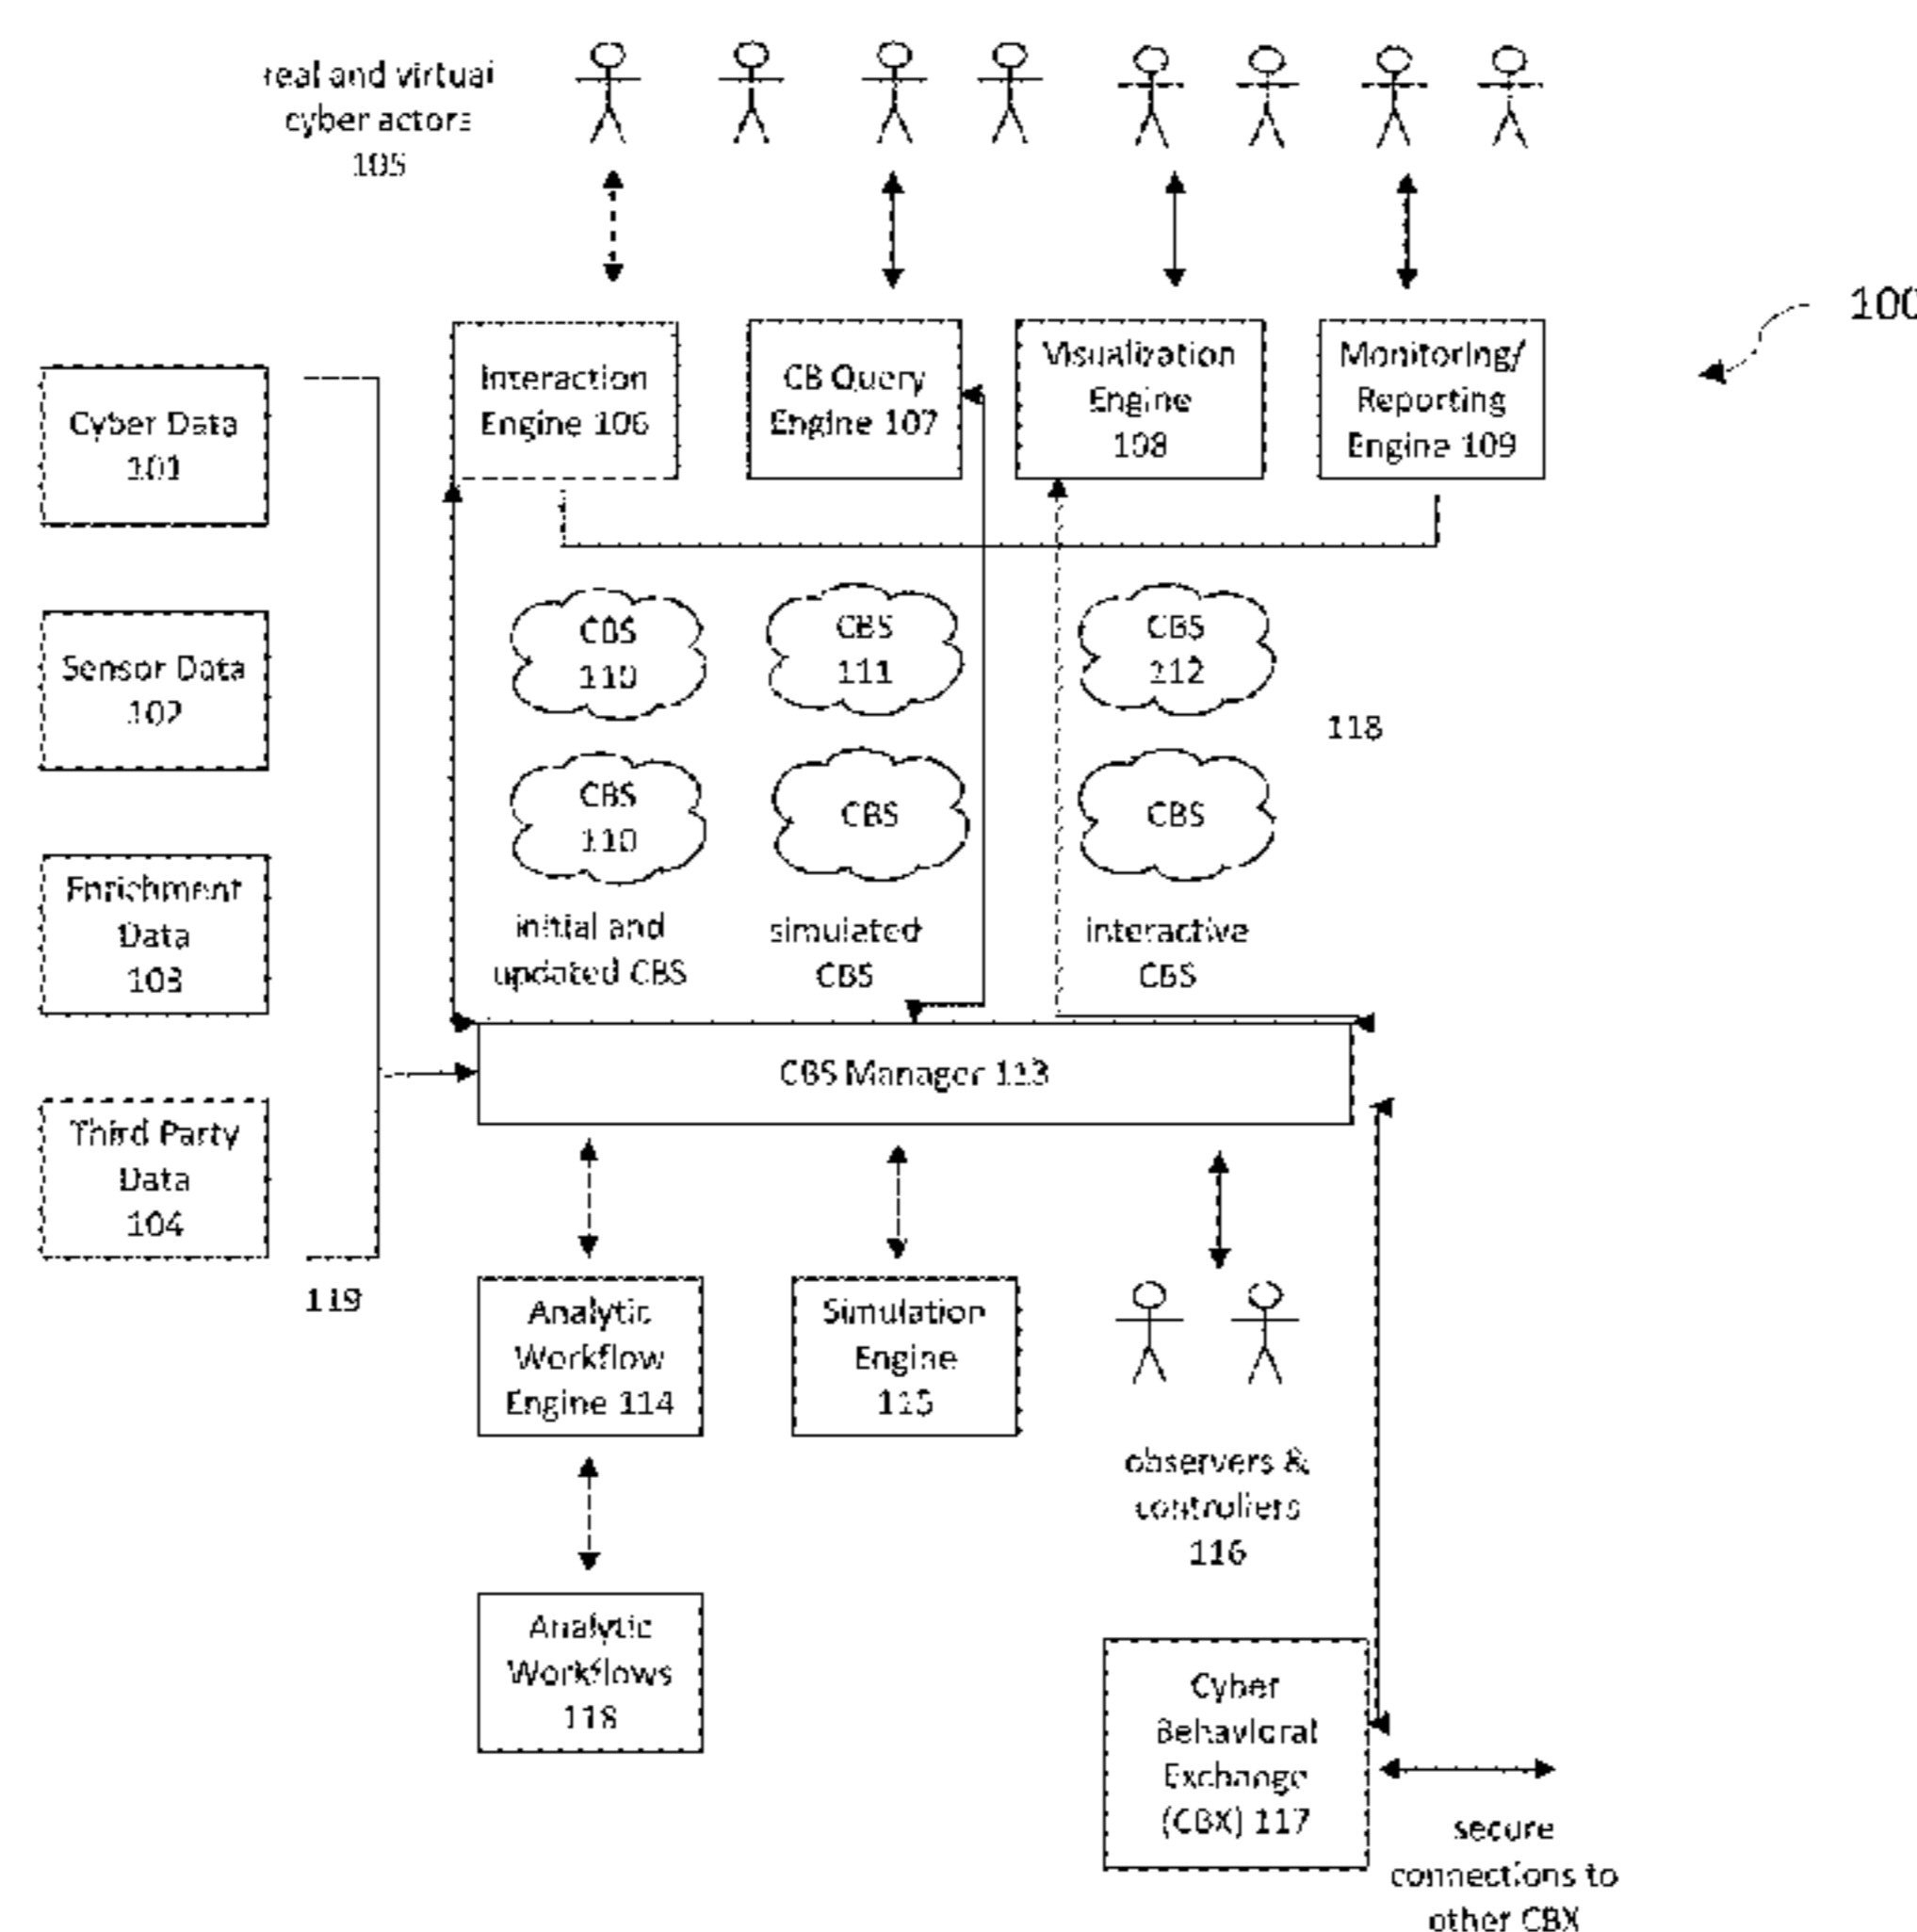 real and virtual
cyber actors
105
100
Interaction
Engine 106
CB Query
Engine 107
Visualization
Engine
108
Monitoring/
Reporting
Engine 109
Cyber Data
101
Sensor Data
102
Enrichment
Data
103
Third Party
Data
104
119
CBS
110
CBS
111
CBS
112
118
CBS
110
CBS
CBS
initial and
updated CBS
simulated
CBS
interactive
CBS
CBS Manager 113
Analytic
Workflow
Engine 114
Simulation
Engine
115
observers &
controllers
116
Analytic
Workflows
118
Cyber
Behavioral
Exchange
(CBX) 117
secure
connections to
other CBX